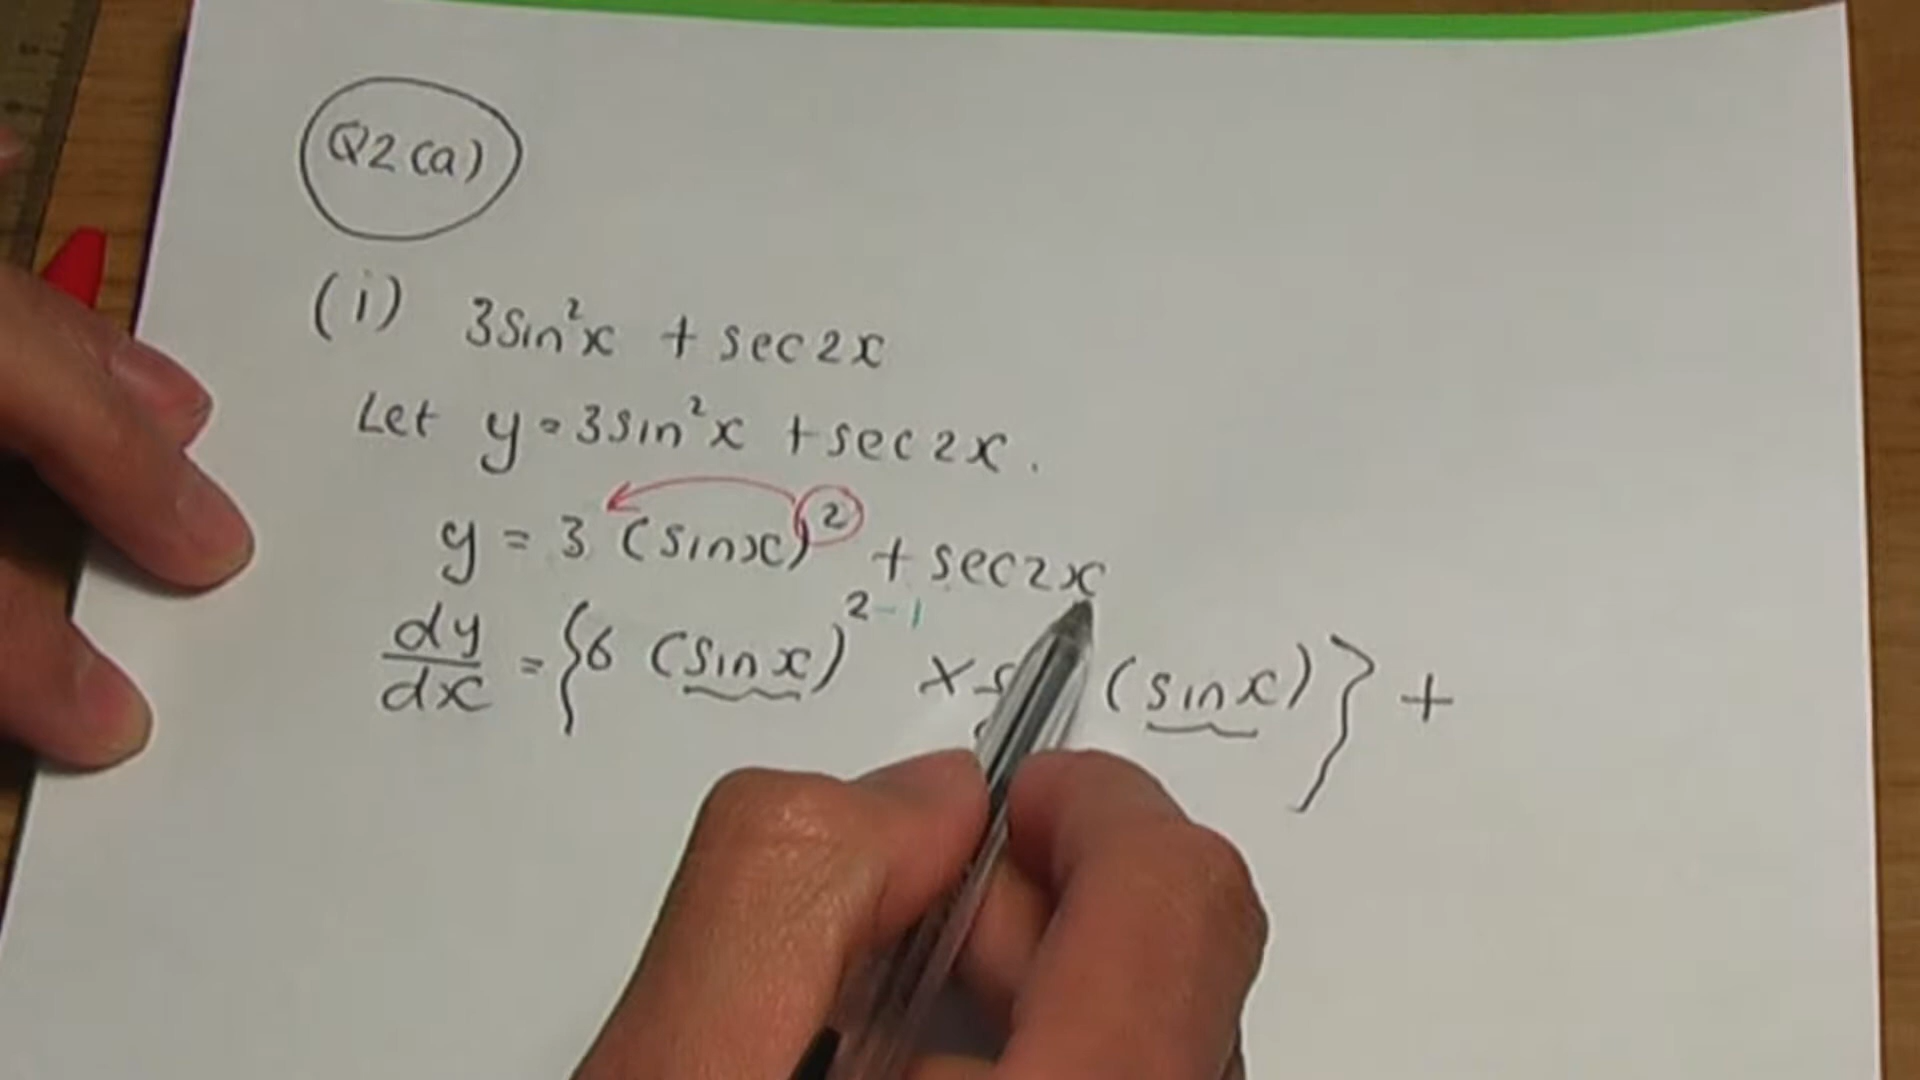 Q2(a)
(i) 3sin²x + sec2x
Let y = 3sin²x + sec2x.
y = 3 (sinx)² + sec2x
dy/dx = {6 (sinx)²⁻¹ × (sinx)} +